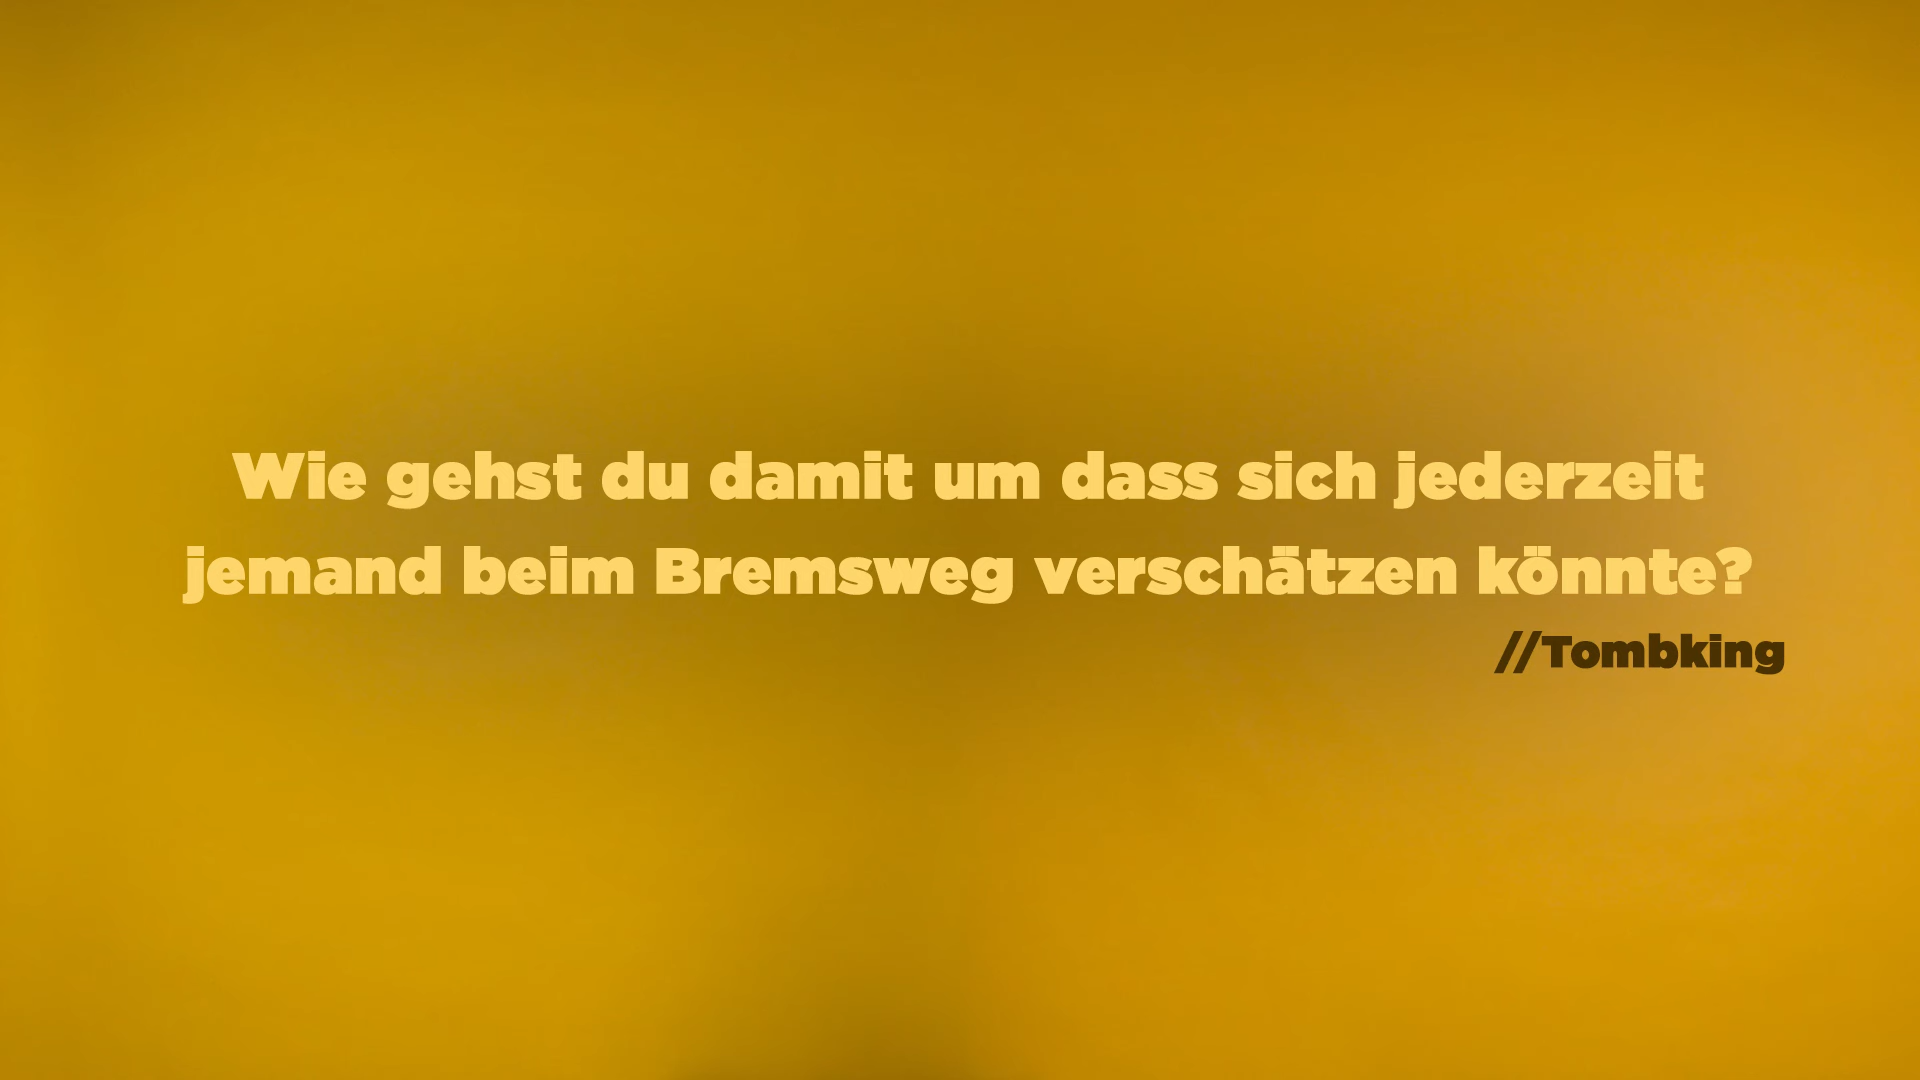 Wie gehst du damit um dass sich jederzeit
jemand beim Bremsweg verschätzen könnte?
//Tombking